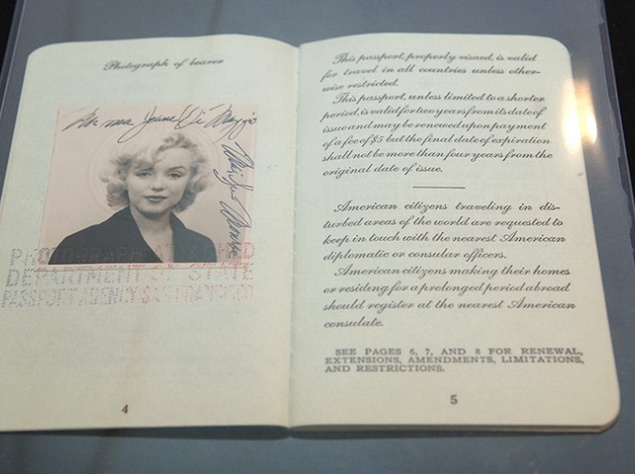 Photograph of bearer
Norma Jeane Di Maggio
Marilyn Monroe
PHOTOGRAPH
DEPARTMENT OF STATE
PASSPORT AGENCY SAN FRANCISCO
4
This passport, properly visaed, is valid
for travel in all countries unless other-
wise restricted.
This passport, unless limited to a shorter
period, is valid for two years from its date of
issue and may be renewed upon payment
of a fee of $5 but the final date of expiration
shall not be more than four years from the
original date of issue.
American citizens traveling in dis-
turbed areas of the world are requested to
keep in touch with the nearest American
diplomatic or consular officers.
American citizens making their homes
or residing for a prolonged period abroad
should register at the nearest American
consulate.
SEE PAGES 6, 7, AND 8 FOR RENEWAL,
EXTENSIONS, AMENDMENTS, LIMITATIONS,
AND RESTRICTIONS.
5